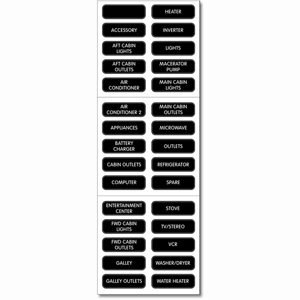 HEATER
ACCESSORY
INVERTER
AFT CABIN
LIGHTS
LIGHTS
AFT CABIN
OUTLETS
MACERATOR
PUMP
AIR
CONDITIONER
MAIN CABIN
LIGHTS
AIR
CONDITIONER 2
MAIN CABIN
OUTLETS
APPLIANCES
MICROWAVE
BATTERY
CHARGER
OUTLETS
CABIN OUTLETS
REFRIGERATOR
COMPUTER
SPARE
ENTERTAINMENT
CENTER
STOVE
FWD CABIN
LIGHTS
TV/STEREO
FWD CABIN
OUTLETS
VCR
GALLEY
WASHER/DRYER
GALLEY OUTLETS
WATER HEATER